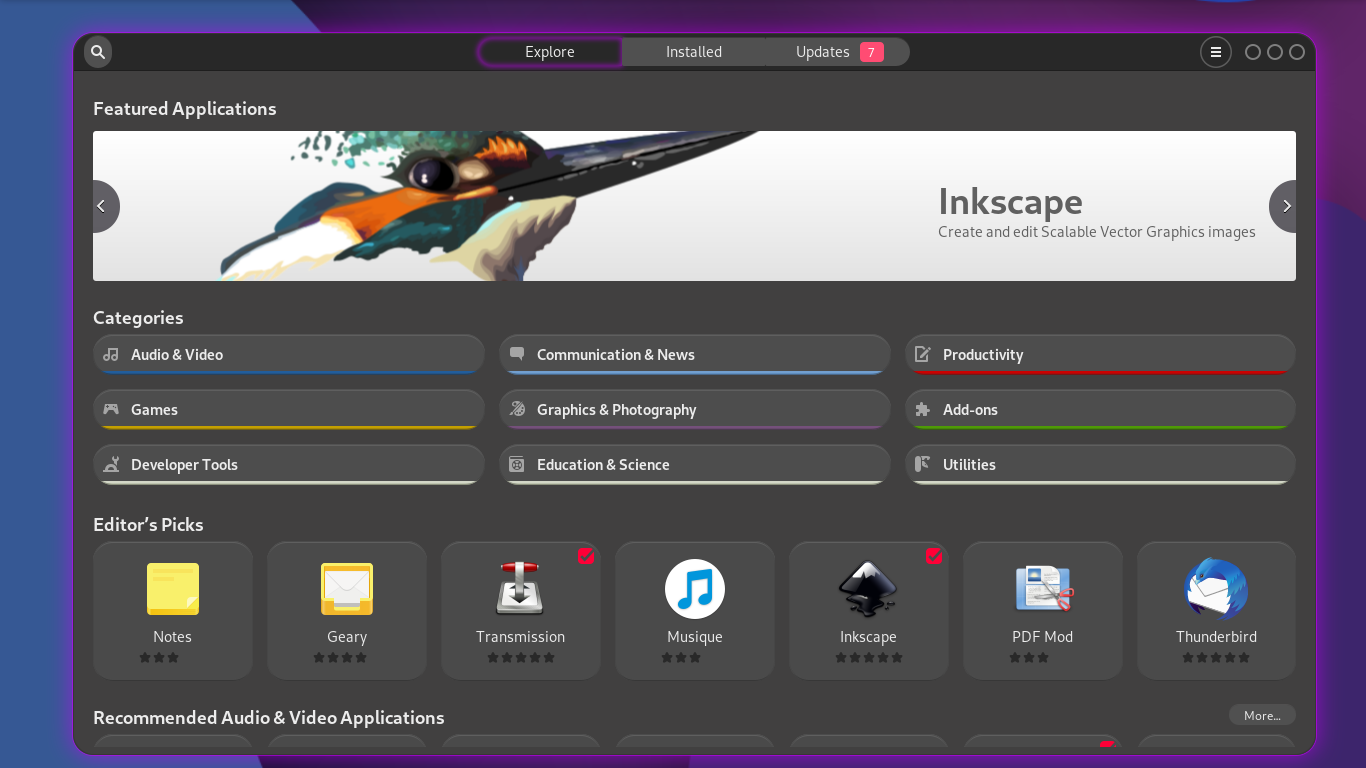 Explore
Installed
Updates 7
Featured Applications
Inkscape
Create and edit Scalable Vector Graphics images
Categories
Audio & Video
Communication & News
Productivity
Games
Graphics & Photography
Add-ons
Developer Tools
Education & Science
Utilities
Editor’s Picks
Notes
Geary
Transmission
Musique
Inkscape
PDF Mod
Thunderbird
Recommended Audio & Video Applications
More…